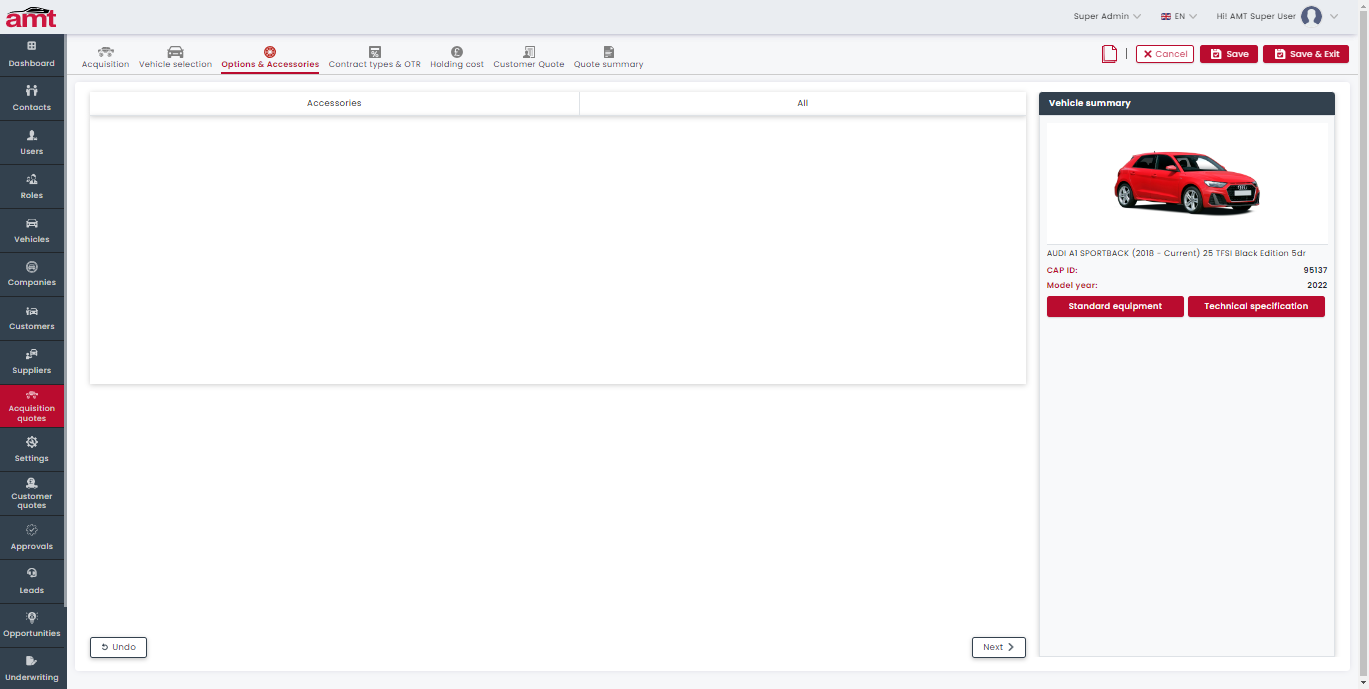 amt
Super Admin
EN
Hi! AMT Super User
Dashboard
Contacts
Users
Roles
Vehicles
Companies
Customers
Suppliers
Acquisition
quotes
Settings
Customer
quotes
Approvals
Leads
Opportunities
Underwriting
Acquisition
Vehicle selection
Options & Accessories
Contract types & OTR
Holding cost
Customer Quote
Quote summary
Cancel
Save
Save & Exit
Accessories
All
Undo
Next
Vehicle summary
AUDI A1 SPORTBACK (2018 - Current) 25 TFSI Black Edition 5dr
CAP ID: 95137
Model year: 2022
Standard equipment
Technical specification